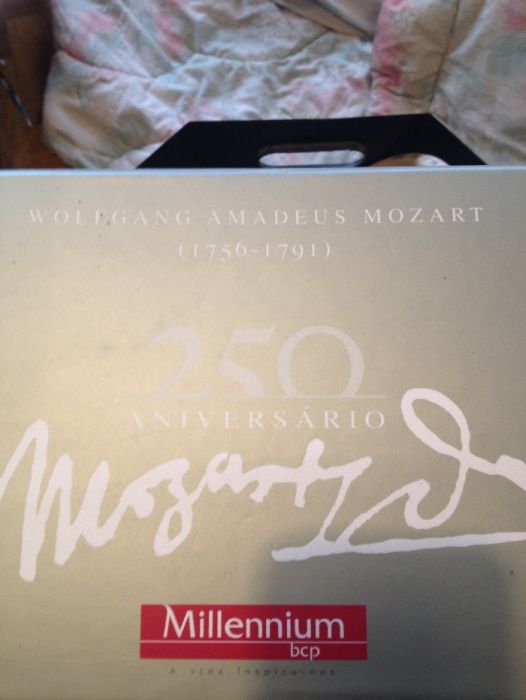 WOLFGANG AMADEUS MOZART
(1756-1791)
250
ANIVERSÁRIO
Mozart
Millennium
bcp
A vida inspira-nos